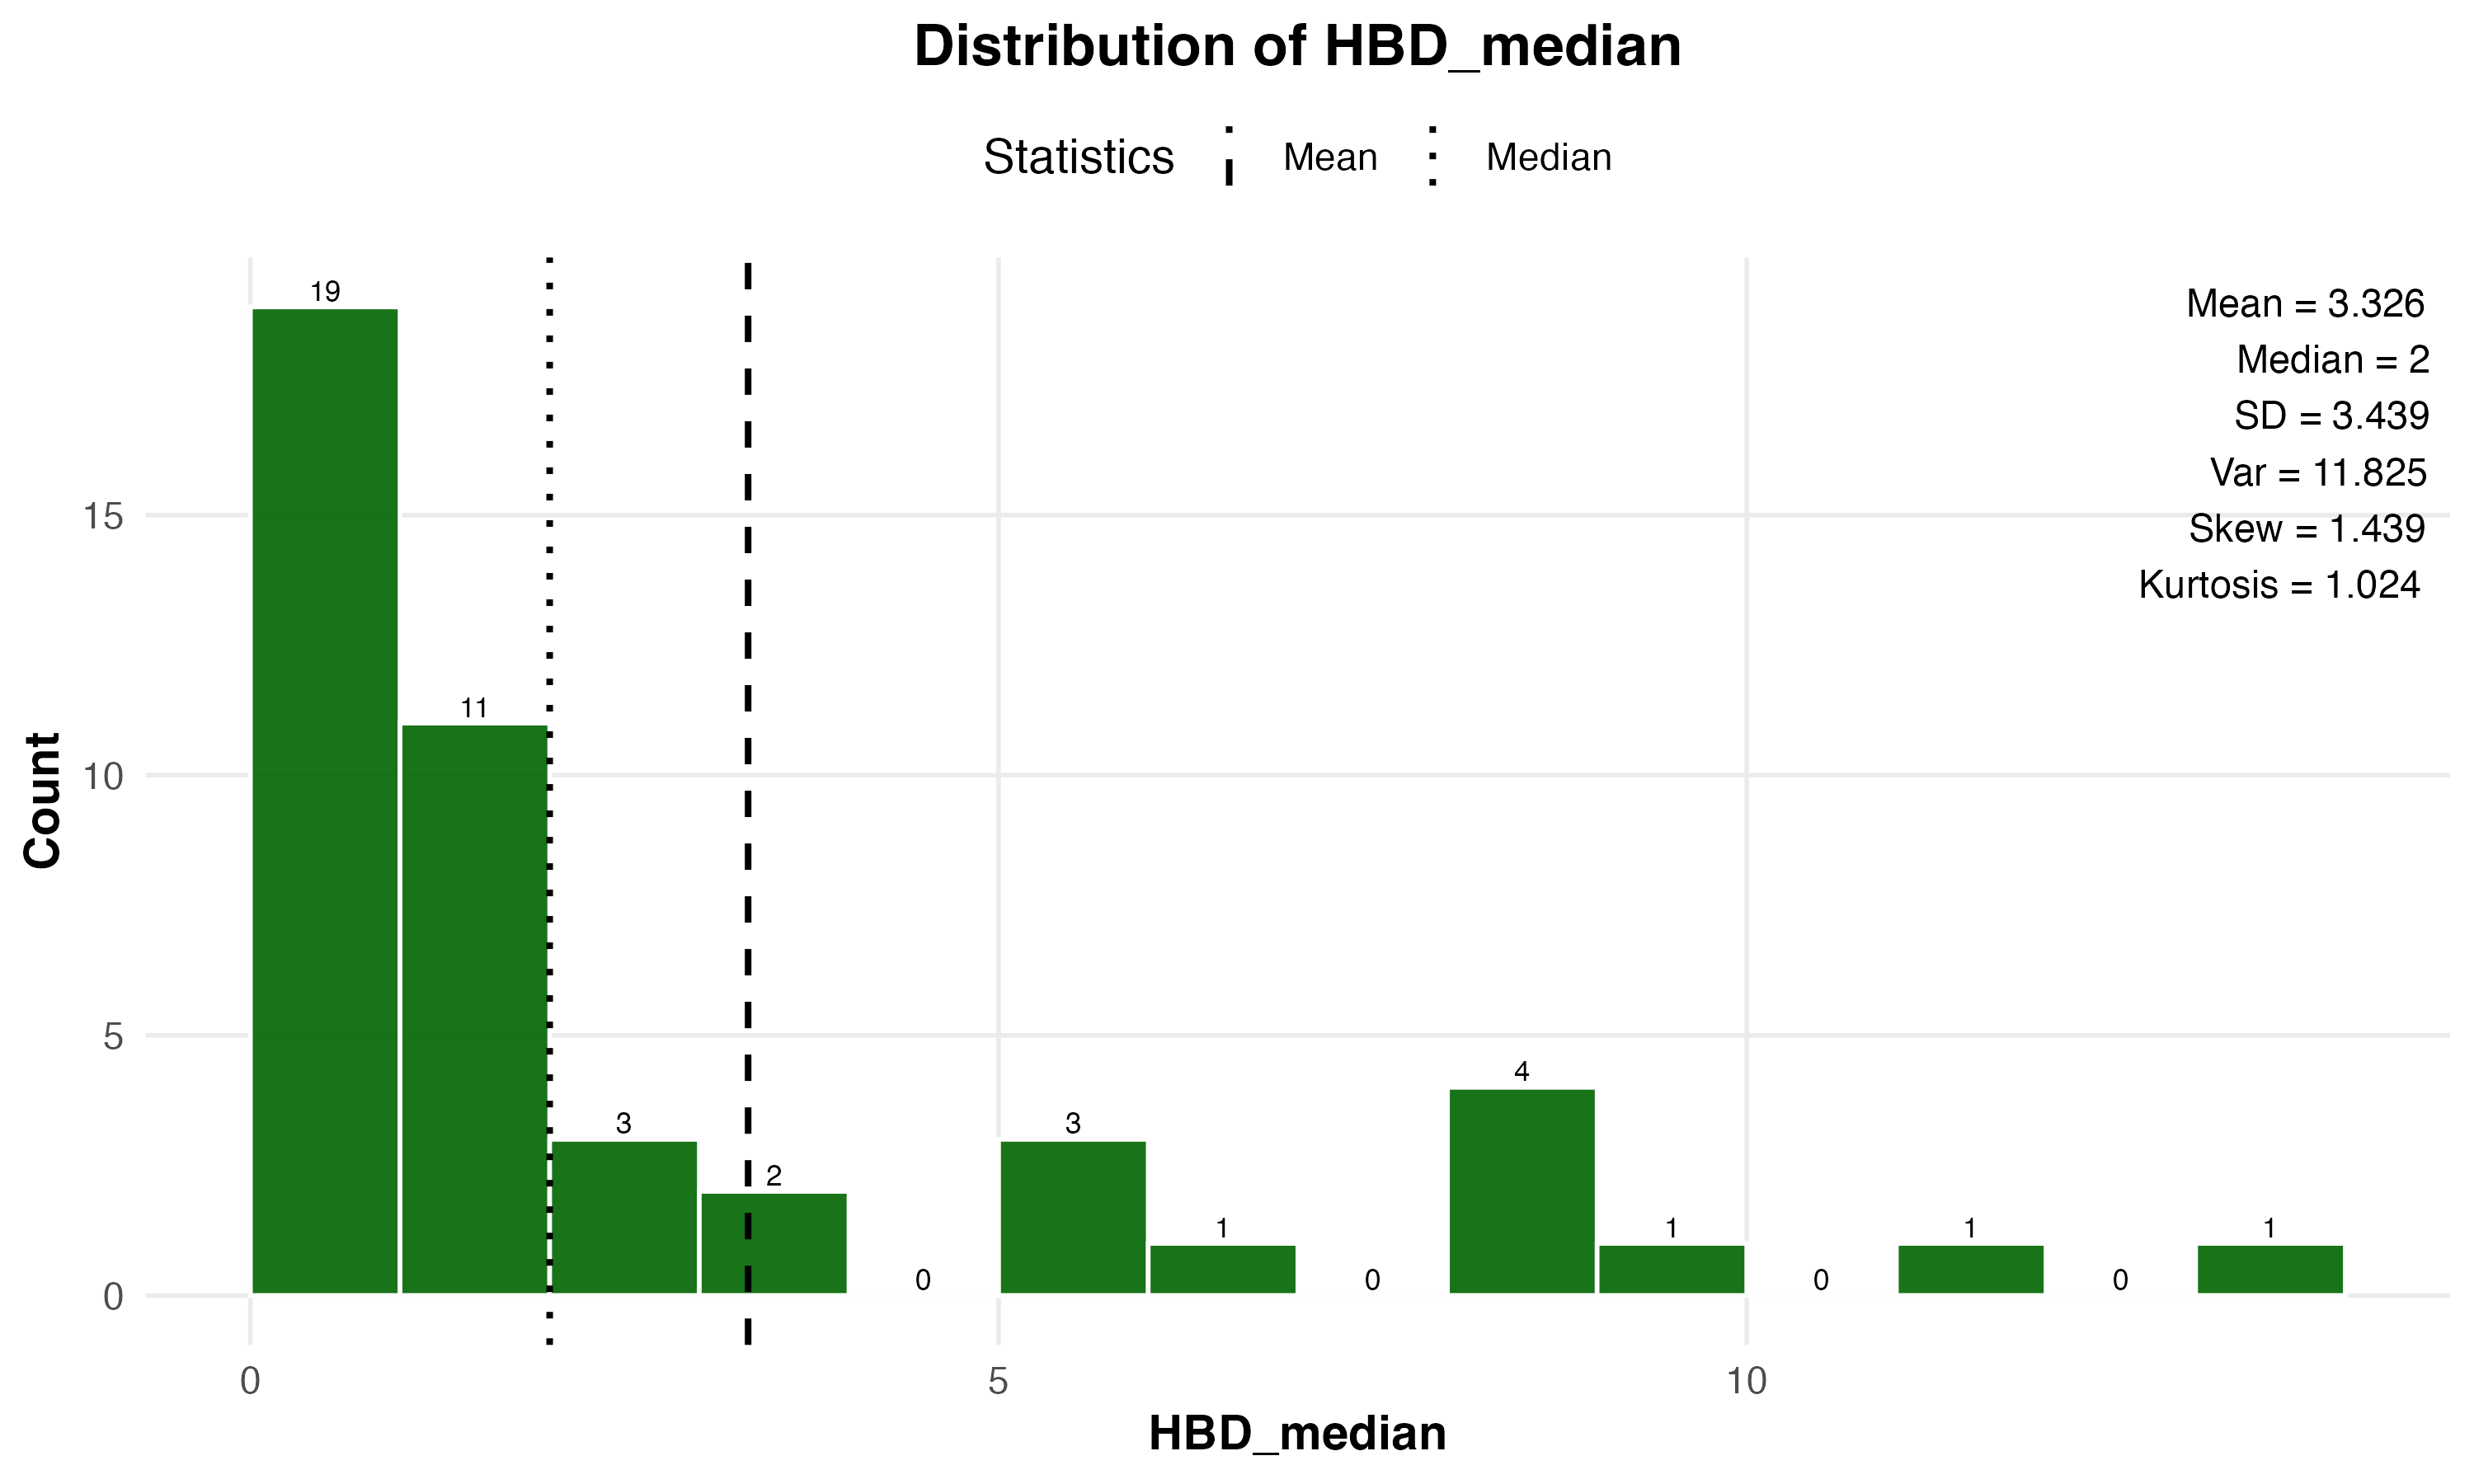 Distribution of HBD_median
Statistics Mean Median
Mean = 3.326
Median = 2
SD = 3.439
Var = 11.825
Skew = 1.439
Kurtosis = 1.024
19
11
3
2
0
3
1
0
4
1
0
1
0
1
15
10
5
0
Count
0 5 10
HBD_median